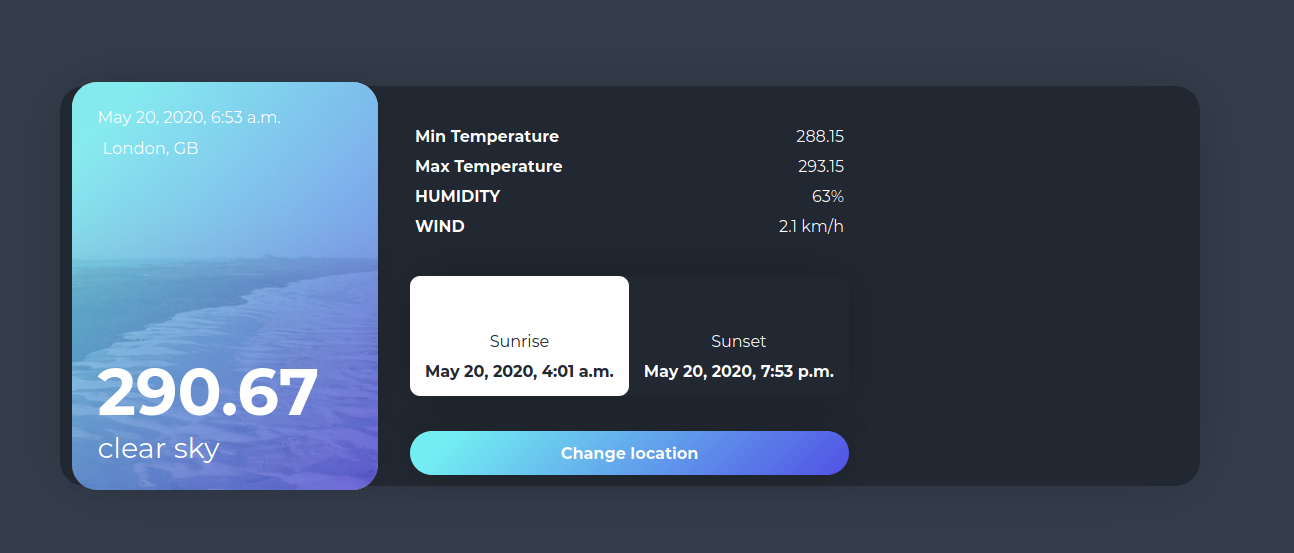 May 20, 2020, 6:53 a.m.
London, GB
290.67
clear sky
Min Temperature 288.15
Max Temperature 293.15
HUMIDITY 63%
WIND 2.1 km/h
Sunrise Sunset
May 20, 2020, 4:01 a.m. May 20, 2020, 7:53 p.m.
Change location